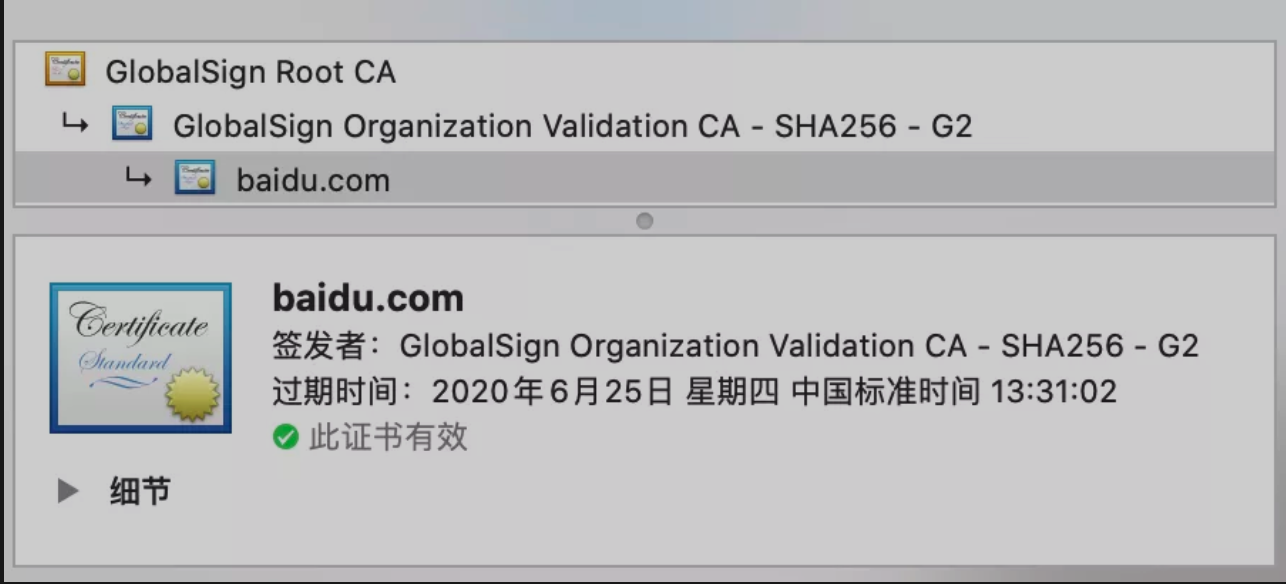 GlobalSign Root CA
GlobalSign Organization Validation CA - SHA256 - G2
baidu.com
Certificate
Standard
baidu.com
签发者：GlobalSign Organization Validation CA - SHA256 - G2
过期时间：2020年6月25日 星期四 中国标准时间 13:31:02
此证书有效
细节